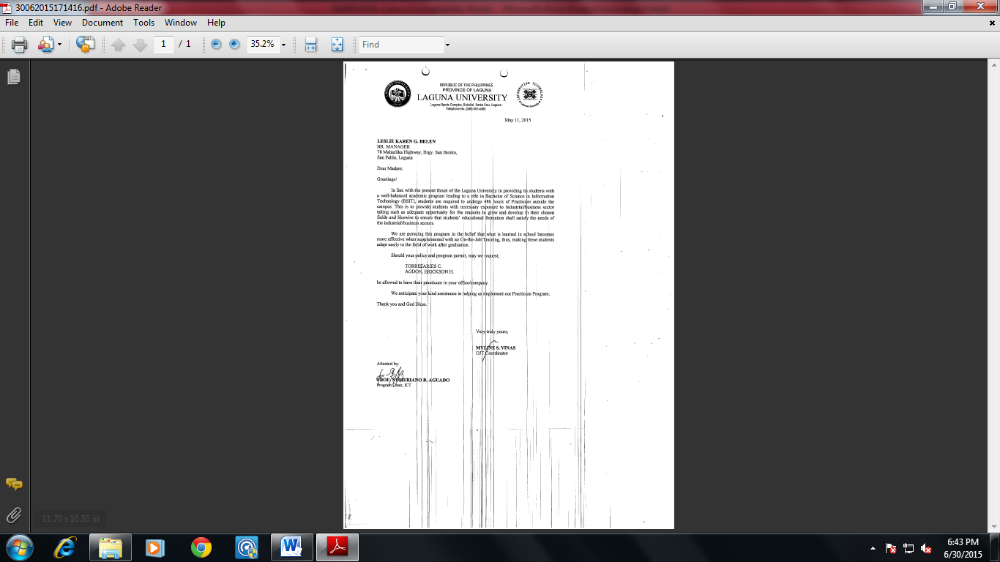 30062015171416.pdf - Adobe Reader
File Edit View Document Tools Window Help
1 / 1 35.2% Find
REPUBLIC OF THE PHILIPPINES
PROVINCE OF LAGUNA
LAGUNA UNIVERSITY
Laguna Sports Complex, Bubukal Santa Cruz, Laguna
Telephone No. (049) 501-4360
INFORMATION TECHNOLOGY
May 11, 2015
LESLIE KAREN G. BELEN
HR. MANAGER
78 Maharlika Highway, Brgy. San Benito,
San Pablo, Laguna
Dear Madam:
Greetings!
In line with the present thrust of the Laguna University in providing its students with
a well-balanced academic program leading to a title in Bachelor of Science in Information
Technology (BSIT), students are required to undergo 486 hours of Practicum outside the
campus. This is to provide students with necessary exposure to industrial/business sector
taking such as adequate opportunity for the students to grow and develop in their chosen
fields and likewise to ensure that students' educational formation shall satisfy the needs of
the industrial/business sectors.
We are pursuing this program in the belief that what is learned in school becomes
more effective when supplemented with an On-the-Job Training, thus, making these students
adapt easily to the field of work after graduation.
Should your policy and program permit, may we request;
TORRES ARIES C.
AGDON, ERICKSON H.
be allowed to have their practicum in your office/company.
We anticipate your kind assistance in helping us implement our Practicum Program.
Thank you and God Bless.
Very truly yours,
MYLINE S. VINAS
OJT Coordinator
Attested by:
PROF. NUMERIANO B. AGUADO
Program Chair, ICT
11.70 x 16.55 in
6:43 PM
6/30/2015